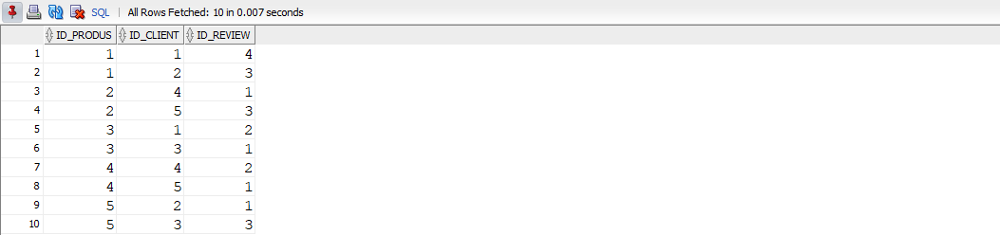 SQL | All Rows Fetched: 10 in 0.007 seconds
ID_PRODUS ID_CLIENT ID_REVIEW
1 1 1 4
2 1 2 3
3 2 4 1
4 2 5 3
5 3 1 2
6 3 3 1
7 4 4 2
8 4 5 1
9 5 2 1
10 5 3 3